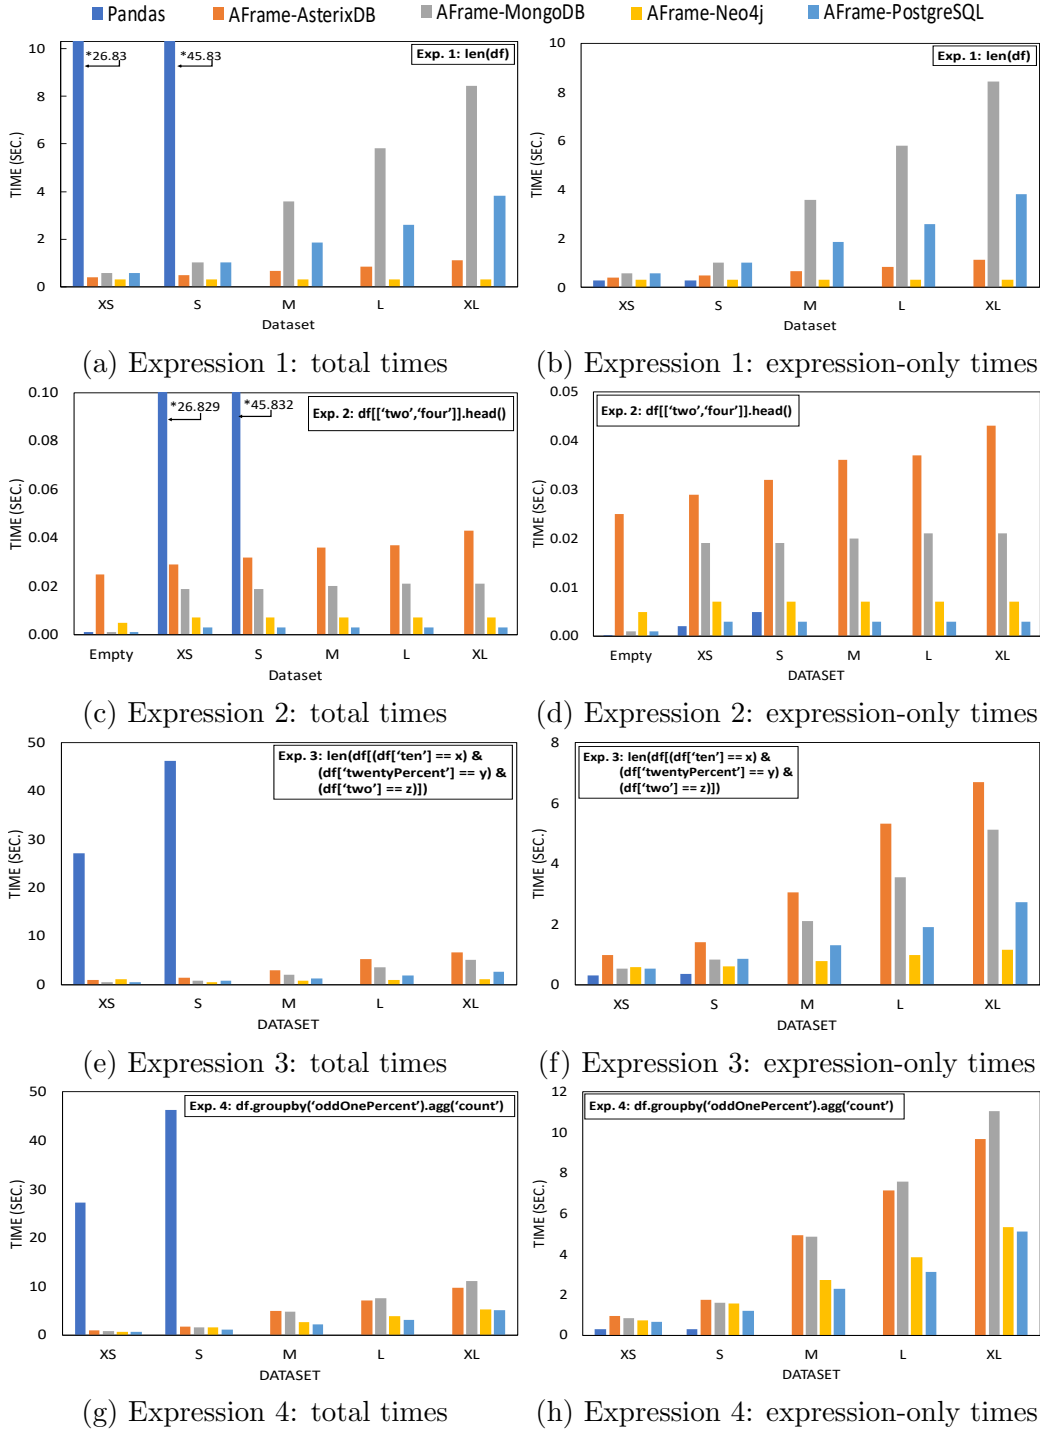 Pandas AFrame-AsterixDB AFrame-MongoDB AFrame-Neo4j AFrame-PostgreSQL
10
8
6
4
2
0
TIME (SEC.)
*26.83
*45.83
Exp. 1: len(df)
XS S M L XL
Dataset
(a) Expression 1: total times
10
8
6
4
2
0
TIME (SEC.)
Exp. 1: len(df)
XS S M L XL
Dataset
(b) Expression 1: expression-only times
0.10
0.08
0.06
0.04
0.02
0.00
TIME (SEC.)
*26.829
*45.832
Exp. 2: df[[‘two’,‘four’]].head()
Empty XS S M L XL
Dataset
(c) Expression 2: total times
0.05
0.04
0.03
0.02
0.01
0.00
TIME (SEC.)
Exp. 2: df[[‘two’,‘four’]].head()
Empty XS S M L XL
DATASET
(d) Expression 2: expression-only times
50
40
30
20
10
0
TIME (SEC.)
Exp. 3: len(df[(df[‘ten’] == x) &
(df[‘twentyPercent’] == y) &
(df[‘two’] == z)])
XS S M L XL
DATASET
(e) Expression 3: total times
8
6
4
2
0
TIME (SEC.)
Exp. 3: len(df[(df[‘ten’] == x) &
(df[‘twentyPercent’] == y) &
(df[‘two’] == z)])
XS S M L XL
DATASET
(f) Expression 3: expression-only times
50
40
30
20
10
0
TIME (SEC.)
Exp. 4: df.groupby(‘oddOnePercent’).agg(‘count’)
XS S M L XL
DATASET
(g) Expression 4: total times
12
10
8
6
4
2
0
TIME (SEC.)
Exp. 4: df.groupby(‘oddOnePercent’).agg(‘count’)
XS S M L XL
DATASET
(h) Expression 4: expression-only times